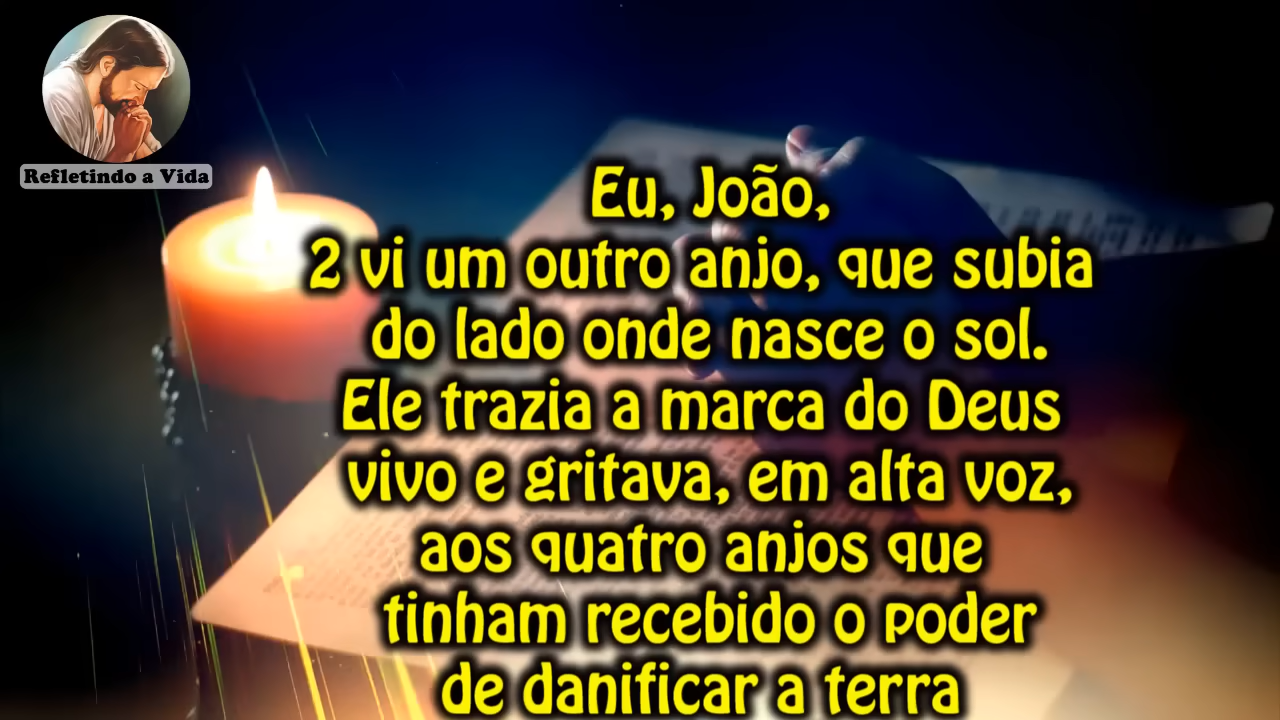 Refletindo a Vida
Eu, João,
2 vi um outro anjo, que subia
do lado onde nasce o sol.
Ele trazia a marca do Deus
vivo e gritava, em alta voz,
aos quatro anjos que
tinham recebido o poder
de danificar a terra